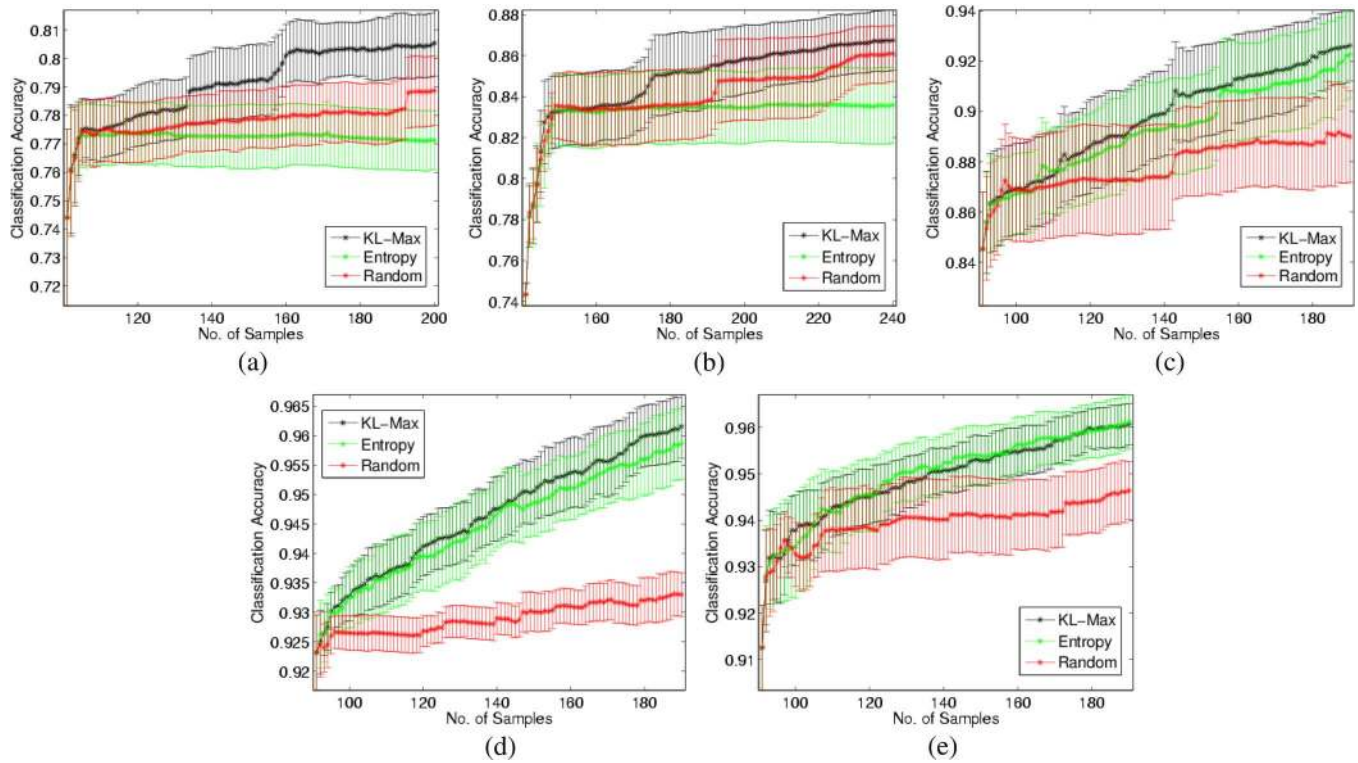 0.81
0.8
0.79
0.78
0.77
0.76
0.75
0.74
0.73
0.72
Classification Accuracy
KL-Max
Entropy
Random
120 140 160 180 200
No. of Samples
(a)
0.88
0.86
0.84
0.82
0.8
0.78
0.76
0.74
Classification Accuracy
KL-Max
Entropy
Random
160 180 200 220 240
No. of Samples
(b)
0.94
0.92
0.9
0.88
0.86
0.84
Classification Accuracy
KL-Max
Entropy
Random
100 120 140 160 180
No. of Samples
(c)
0.965
0.96
0.955
0.95
0.945
0.94
0.935
0.93
0.925
0.92
Classification Accuracy
KL-Max
Entropy
Random
100 120 140 160 180
No. of Samples
(d)
0.96
0.95
0.94
0.93
0.92
0.91
Classification Accuracy
KL-Max
Entropy
Random
100 120 140 160 180
No. of Samples
(e)